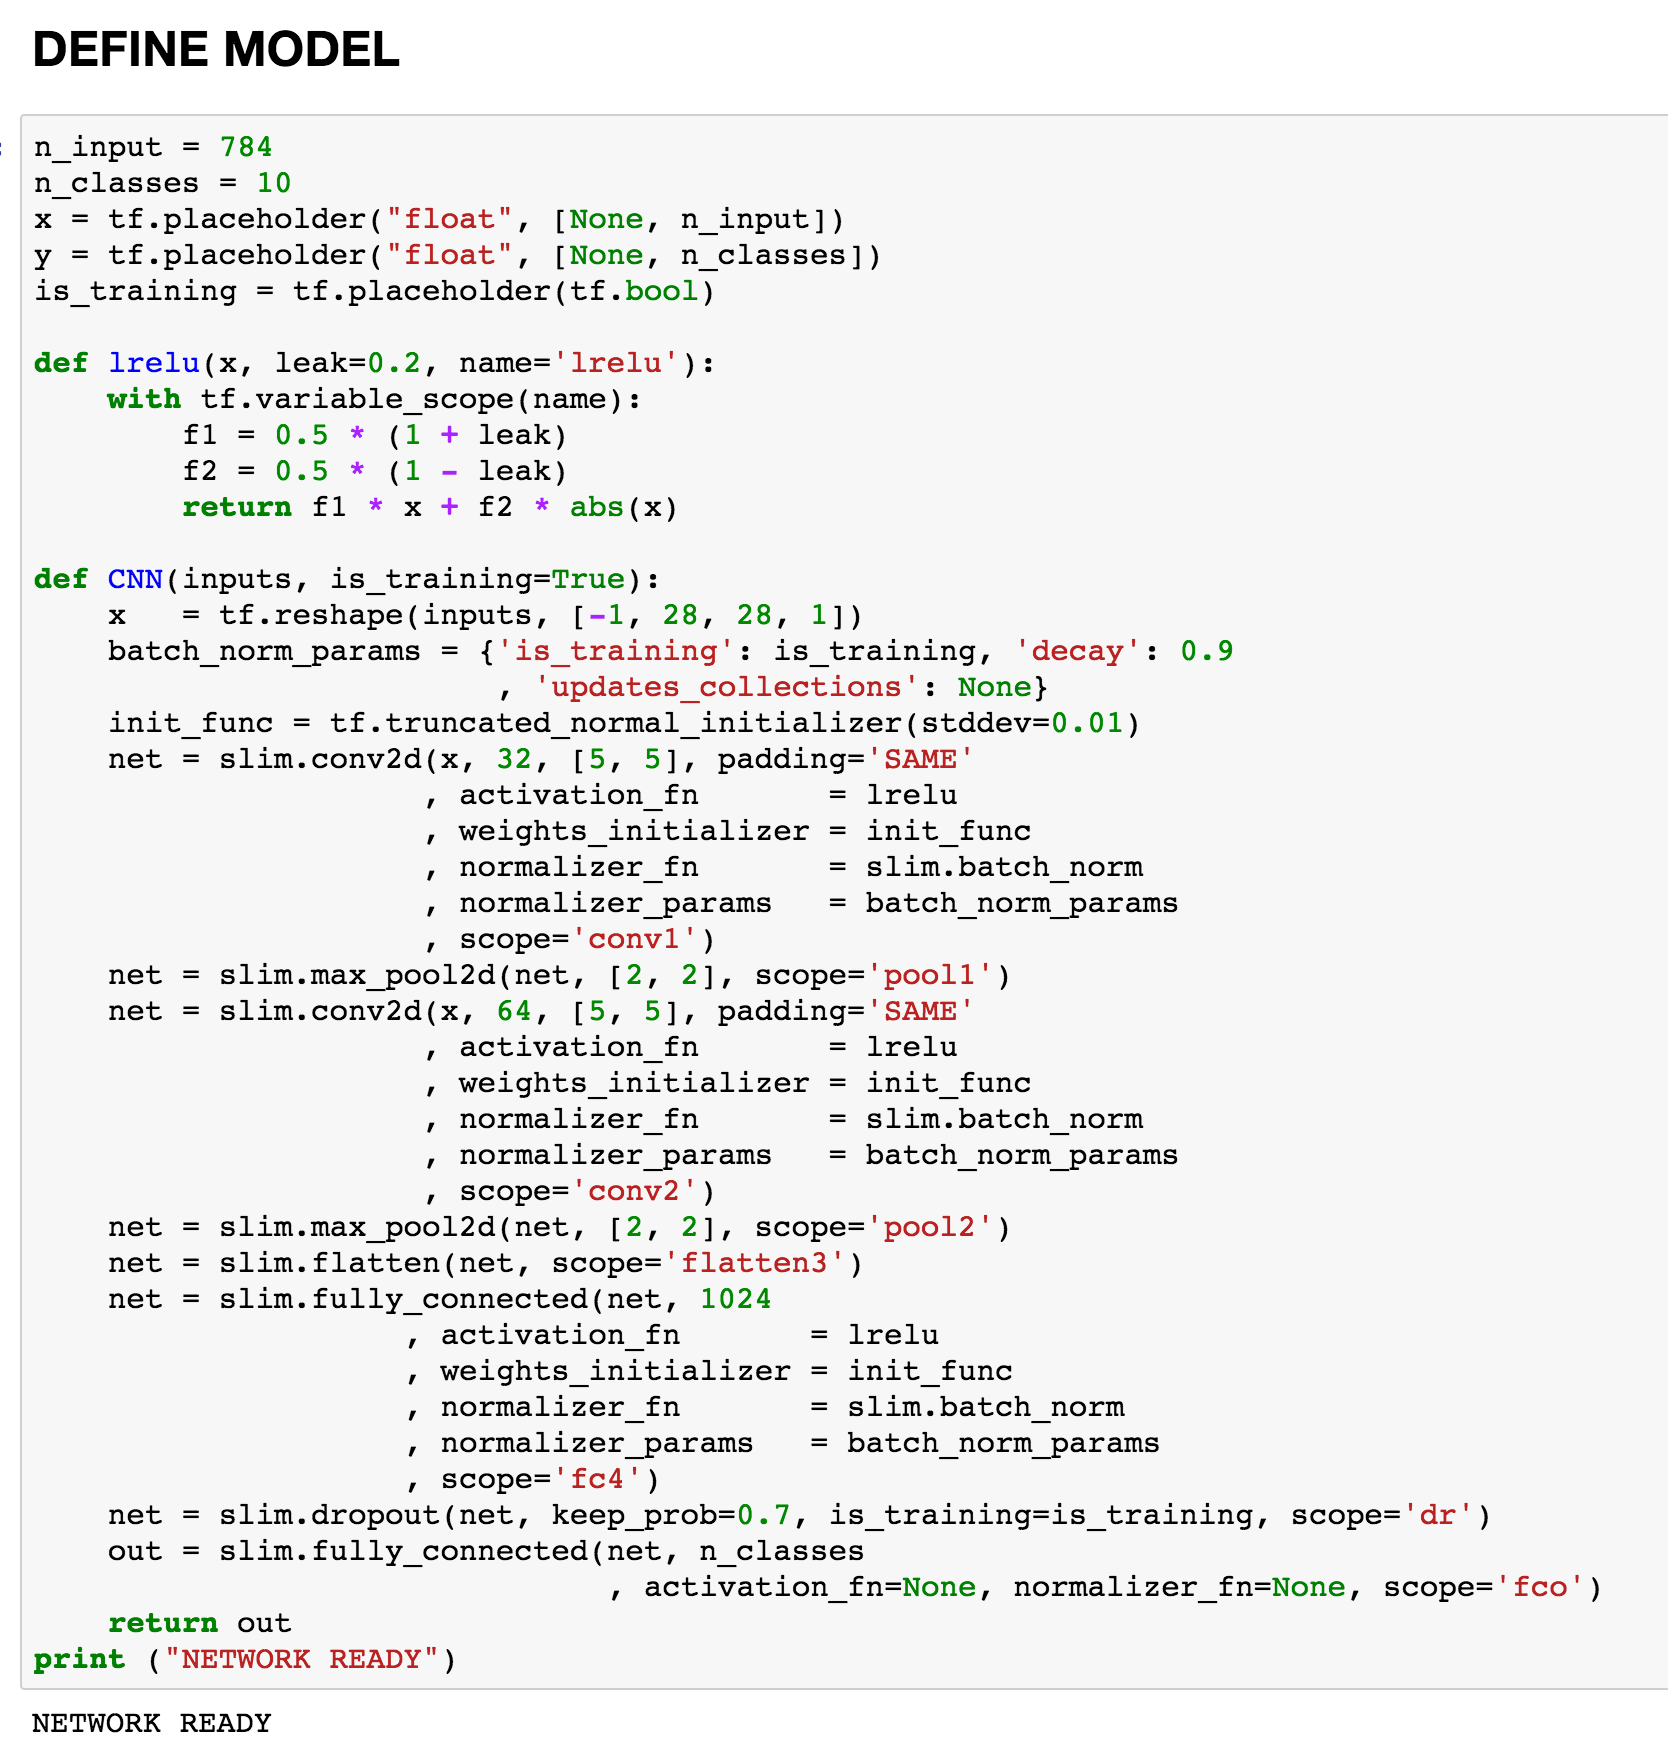 DEFINE MODEL
n_input = 784
n_classes = 10
x = tf.placeholder("float", [None, n_input])
y = tf.placeholder("float", [None, n_classes])
is_training = tf.placeholder(tf.bool)

def lrelu(x, leak=0.2, name='lrelu'):
    with tf.variable_scope(name):
        f1 = 0.5 * (1 + leak)
        f2 = 0.5 * (1 - leak)
        return f1 * x + f2 * abs(x)

def CNN(inputs, is_training=True):
    x   = tf.reshape(inputs, [-1, 28, 28, 1])
    batch_norm_params = {'is_training': is_training, 'decay': 0.9
                         , 'updates_collections': None}
    init_func = tf.truncated_normal_initializer(stddev=0.01)
    net = slim.conv2d(x, 32, [5, 5], padding='SAME'
                     , activation_fn       = lrelu
                     , weights_initializer = init_func
                     , normalizer_fn       = slim.batch_norm
                     , normalizer_params   = batch_norm_params
                     , scope='conv1')
    net = slim.max_pool2d(net, [2, 2], scope='pool1')
    net = slim.conv2d(x, 64, [5, 5], padding='SAME'
                     , activation_fn       = lrelu
                     , weights_initializer = init_func
                     , normalizer_fn       = slim.batch_norm
                     , normalizer_params   = batch_norm_params
                     , scope='conv2')
    net = slim.max_pool2d(net, [2, 2], scope='pool2')
    net = slim.flatten(net, scope='flatten3')
    net = slim.fully_connected(net, 1024
                    , activation_fn       = lrelu
                    , weights_initializer = init_func
                    , normalizer_fn       = slim.batch_norm
                    , normalizer_params   = batch_norm_params
                    , scope='fc4')
    net = slim.dropout(net, keep_prob=0.7, is_training=is_training, scope='dr')
    out = slim.fully_connected(net, n_classes
                               , activation_fn=None, normalizer_fn=None, scope='fco')
    return out
print ("NETWORK READY")
NETWORK READY